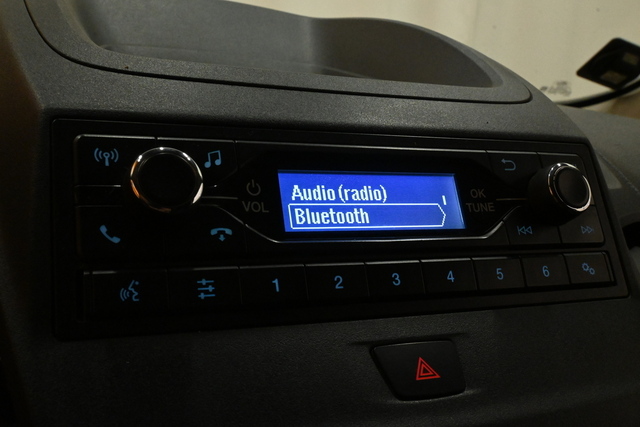 Audio (radio)
Bluetooth
VOL
OK
TUNE
1 2 3 4 5 6